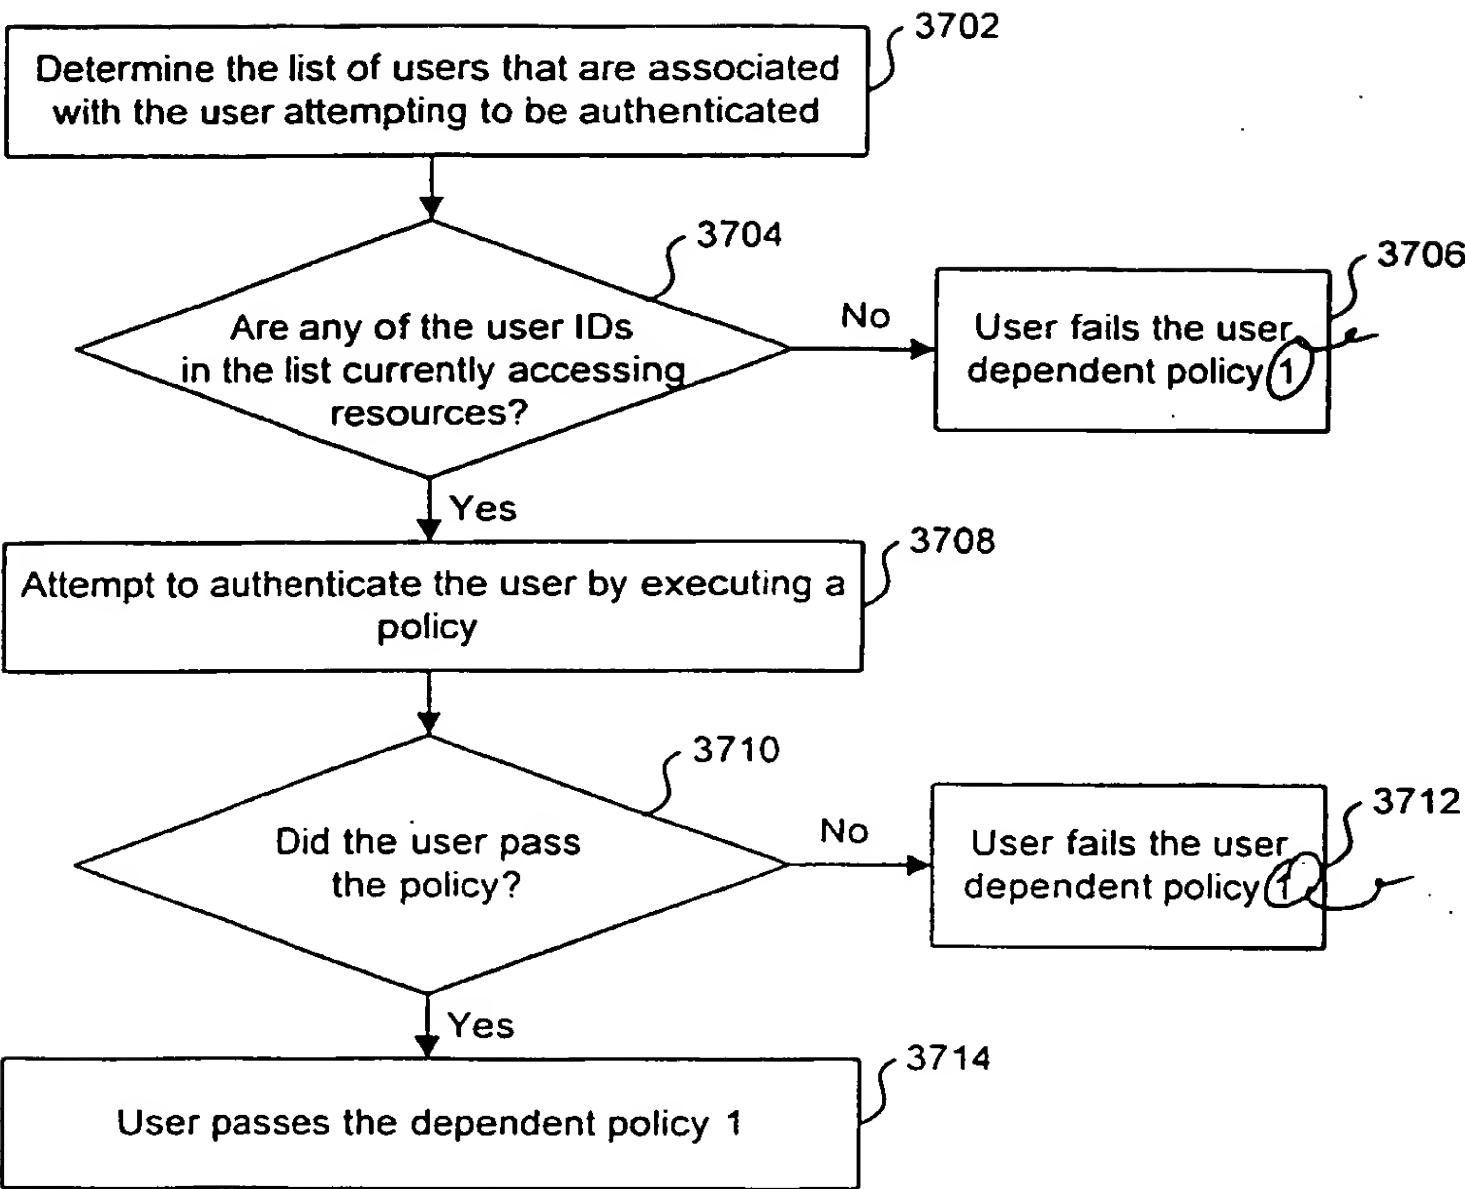 3702
Determine the list of users that are associated
with the user attempting to be authenticated
3704
Are any of the user IDs
in the list currently accessing
resources?
No
3706
User fails the user
dependent policy 1
Yes
3708
Attempt to authenticate the user by executing a
policy
3710
Did the user pass
the policy?
No
3712
User fails the user
dependent policy 1
Yes
3714
User passes the dependent policy 1